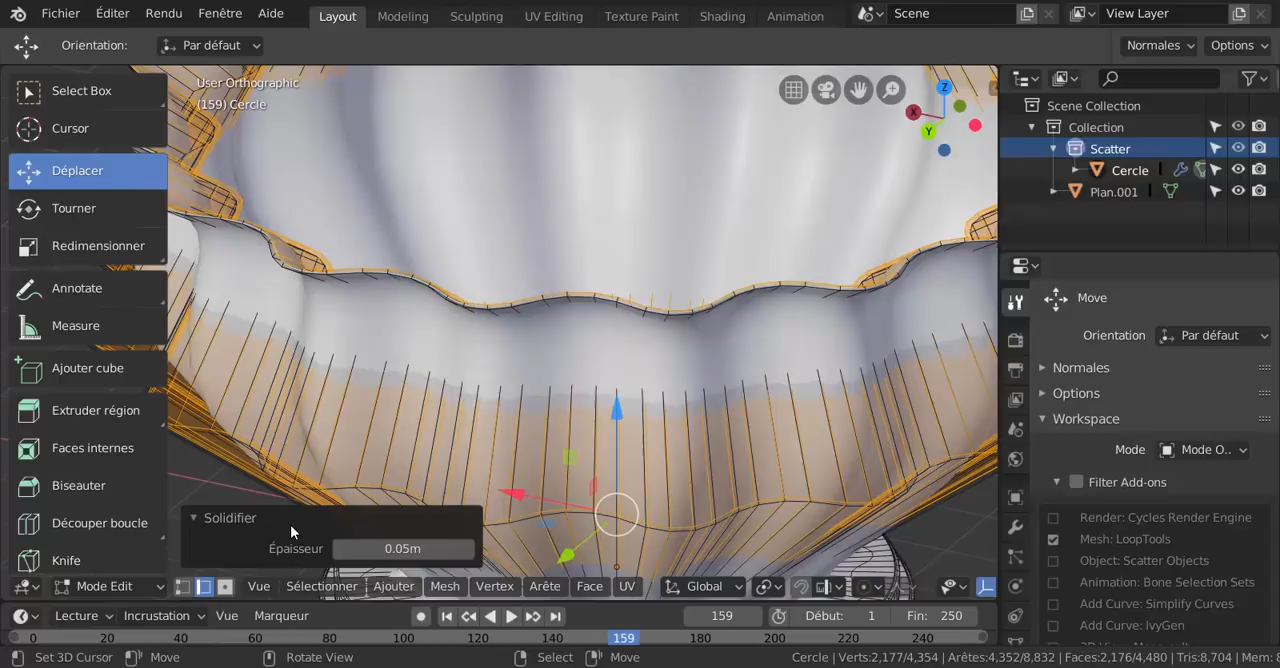 Fichier Éditer Rendu Fenêtre Aide Layout Modeling Sculpting UV Editing Texture Paint Shading Animation Scene View Layer
Orientation: Par défaut Normales Options
User Orthographic
(159) Cercle
Select Box
Cursor
Déplacer
Tourner
Redimensionner
Annotate
Measure
Ajouter cube
Extruder région
Faces internes
Biseauter
Découper boucle
Knife
Z
X
Y
Solidifier
Épaisseur 0.05m
Mode Edit Vue Sélectionner Ajouter Mesh Vertex Arête Face UV Global
Scene Collection
Collection
Scatter
Cercle
Plan.001
Move
Orientation Par défaut
Normales
Options
Workspace
Mode Mode O..
Filter Add-ons
Render: Cycles Render Engine
Mesh: LoopTools
Object: Scatter Objects
Animation: Bone Selection Sets
Add Curve: Simplify Curves
Add Curve: IvyGen
Lecture Incrustation Vue Marqueur 159 Début: 1 Fin: 250
0 20 40 60 80 100 120 140 159 180 200 220 240
Set 3D Cursor Move Rotate View Select Move Cercle | Verts:2,177/4,354 | Arêtes:4,352/8,832 | Faces:2,176/4,480 | Tris:8,704 | Mem: